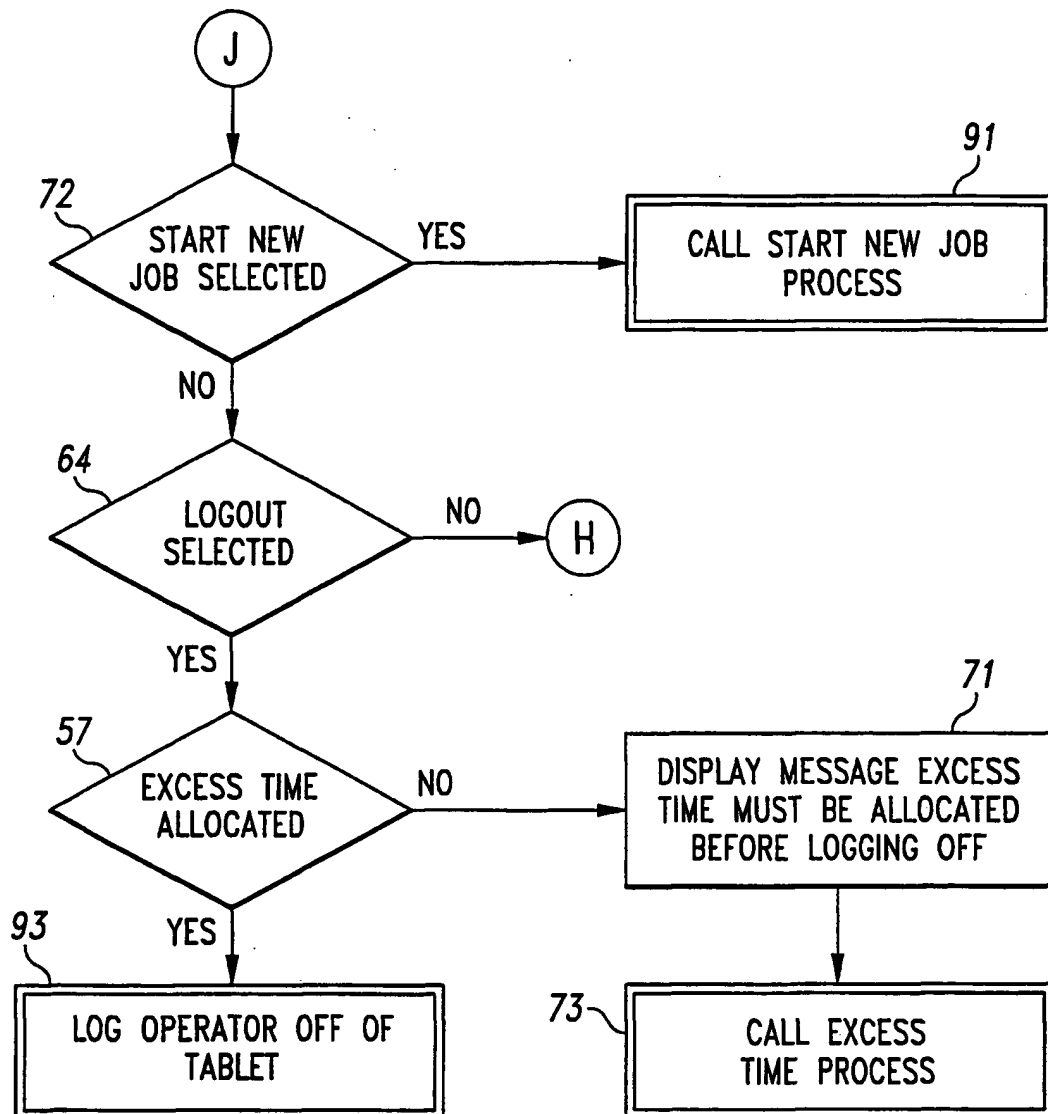 J
72
START NEW
JOB SELECTED
YES
91
CALL START NEW JOB
PROCESS
NO
64
LOGOUT
SELECTED
NO
H
YES
57
EXCESS TIME
ALLOCATED
NO
71
DISPLAY MESSAGE EXCESS
TIME MUST BE ALLOCATED
BEFORE LOGGING OFF
YES
93
LOG OPERATOR OFF OF
TABLET
73
CALL EXCESS
TIME PROCESS